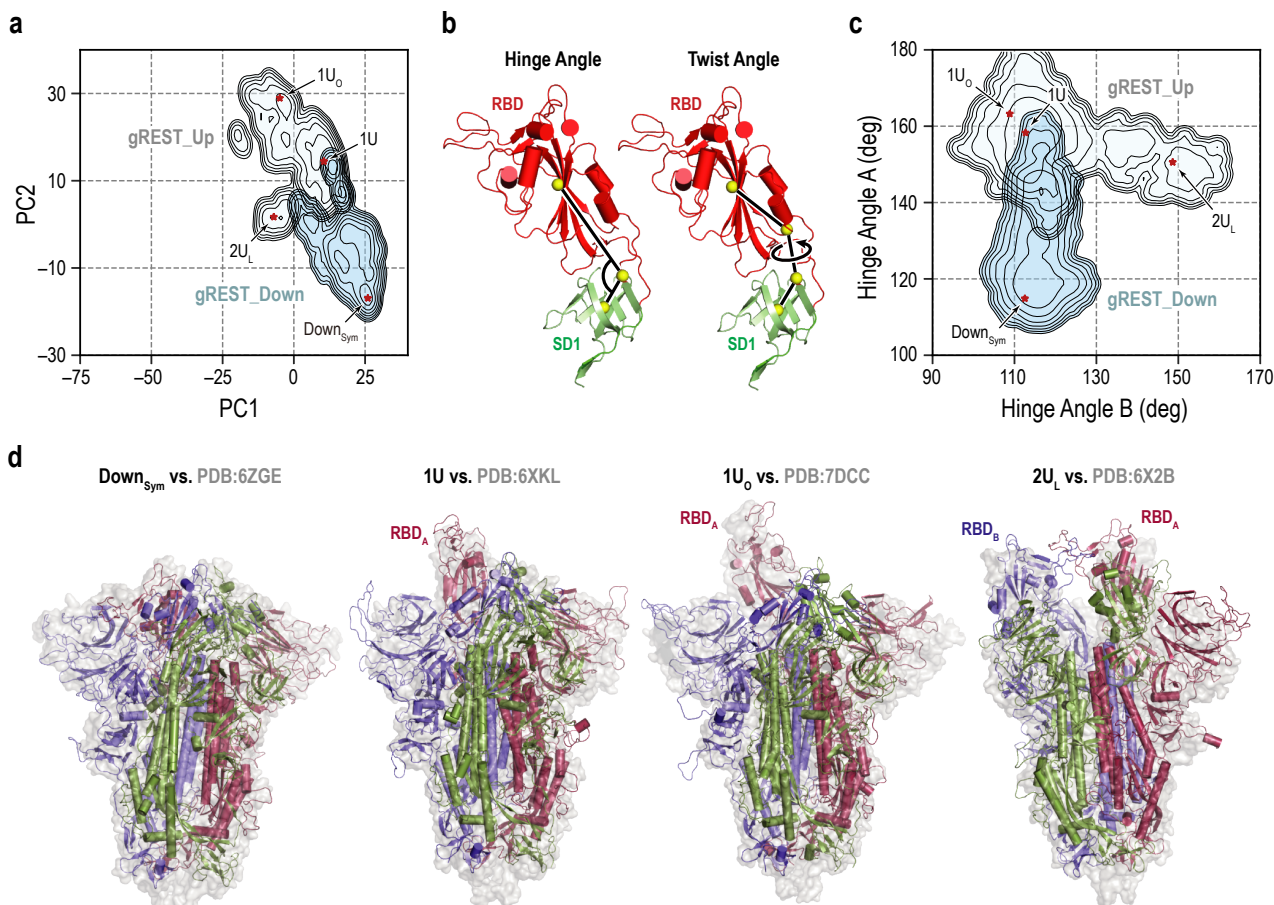 a
30
10
−10
−30
−75
−50
−25
0
25
PC2
PC1
gREST_Up
gREST_Down
1U_O
1U
2U_L
Down_Sym
b
Hinge Angle
Twist Angle
RBD
RBD
SD1
SD1
c
180
160
140
120
100
90
110
130
150
170
Hinge Angle A (deg)
Hinge Angle B (deg)
1U_O
1U
gREST_Up
2U_L
gREST_Down
Down_Sym
d
Down_Sym vs. PDB:6ZGE
1U vs. PDB:6XKL
1U_O vs. PDB:7DCC
2U_L vs. PDB:6X2B
RBD_A
RBD_A
RBD_B
RBD_A